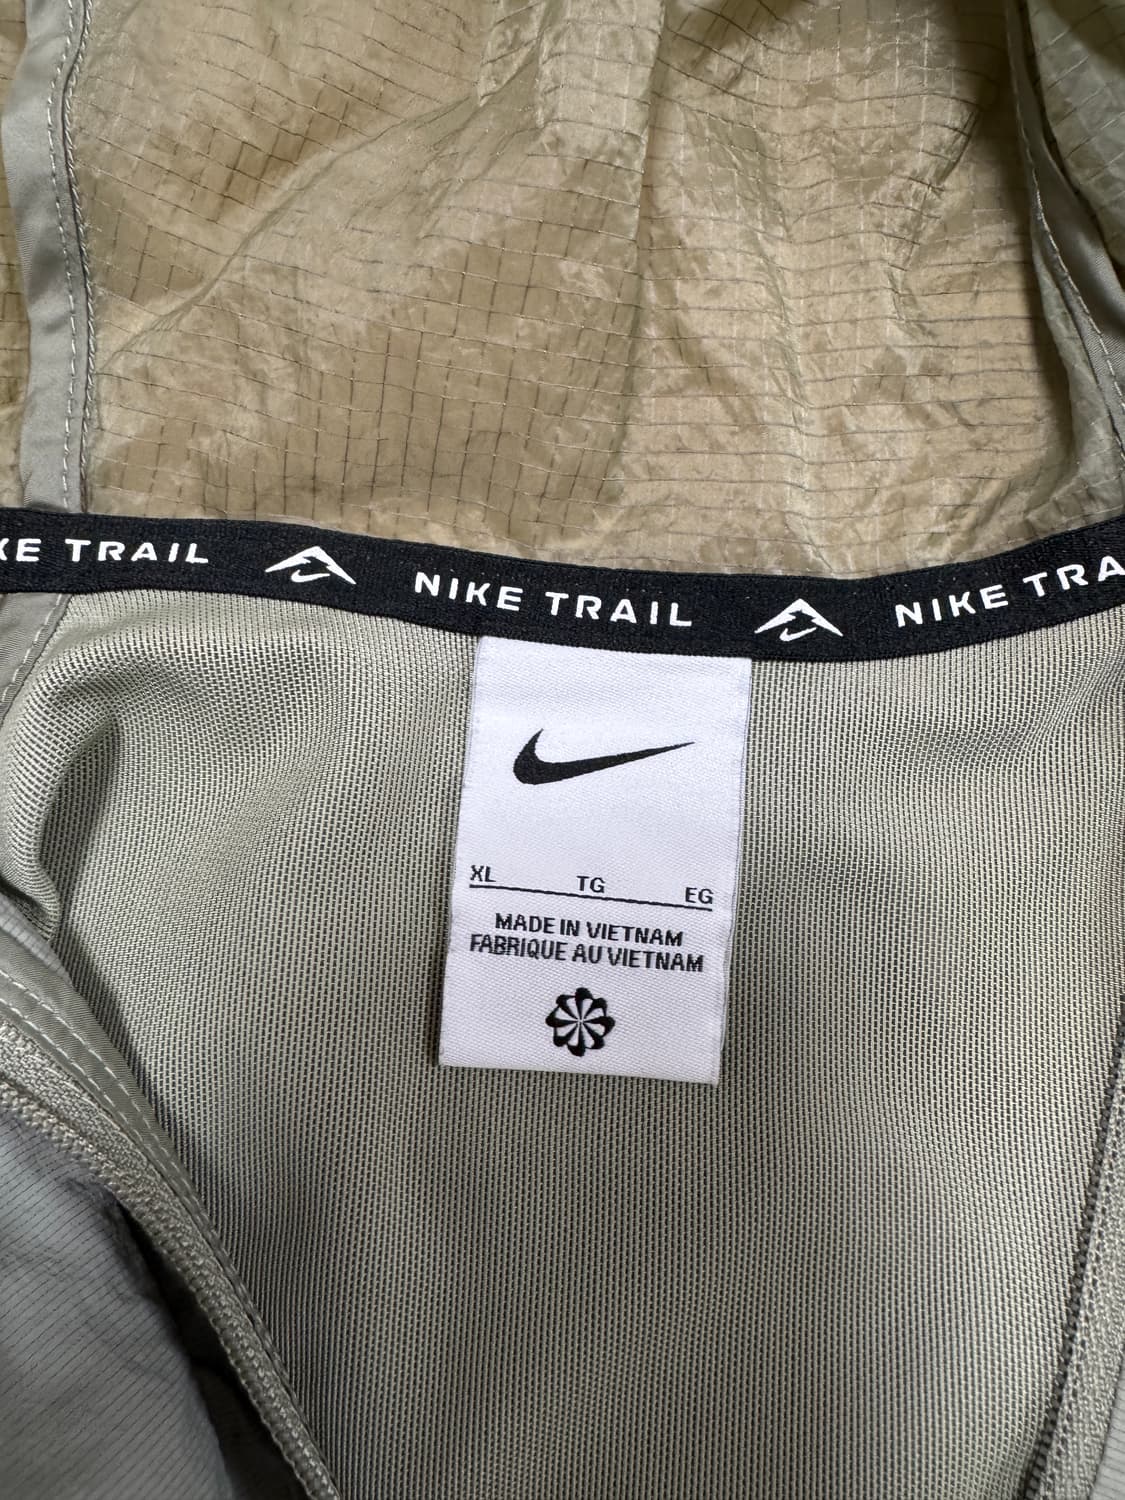 KE TRAIL NIKE TRAIL NIKE TRA
XL TG EG
MADE IN VIETNAM
FABRIQUE AU VIETNAM